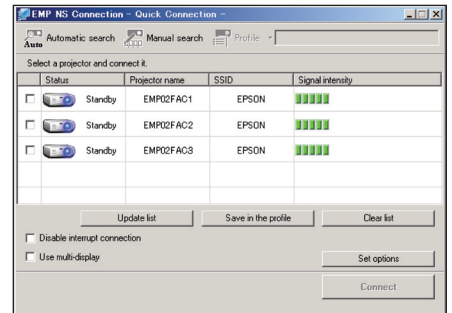 EMP NS Connection - Quick Connection -
Auto Automatic search Manual search Profile
Select a projector and connect it.
Status Projector name SSID Signal intensity
Standby EMP02FAC1 EPSON
Standby EMP02FAC2 EPSON
Standby EMP02FAC3 EPSON
Update list Save in the profile Clear list
Disable interrupt connection
Use multi-display Set options
Connect